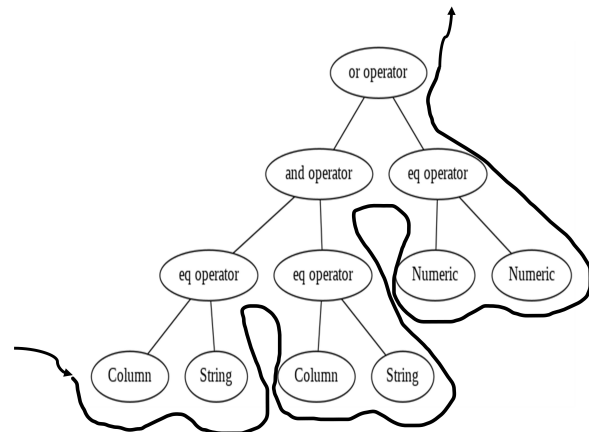 or operator
and operator
eq operator
eq operator
eq operator
Numeric
Numeric
Column
String
Column
String